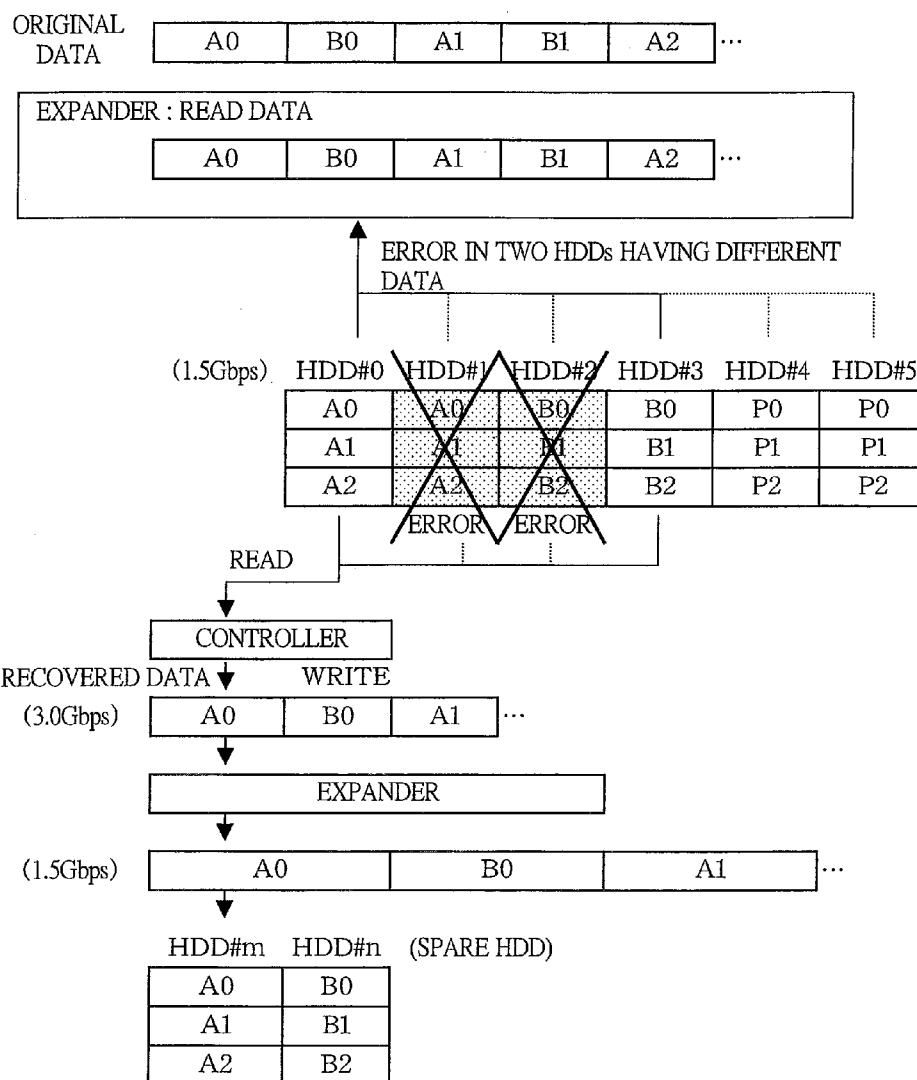 ORIGINAL
DATA
A0 B0 A1 B1 A2 ...
EXPANDER : READ DATA
A0 B0 A1 B1 A2 ...
ERROR IN TWO HDDs HAVING DIFFERENT
DATA
(1.5Gbps) HDD#0 HDD#1 HDD#2 HDD#3 HDD#4 HDD#5
A0 A0 B0 B0 P0 P0
A1 A1 B1 B1 P1 P1
A2 A2 B2 B2 P2 P2
ERROR ERROR
READ
CONTROLLER
RECOVERED DATA WRITE
(3.0Gbps) A0 B0 A1 ...
EXPANDER
(1.5Gbps) A0 B0 A1 ...
HDD#m HDD#n (SPARE HDD)
A0 B0
A1 B1
A2 B2